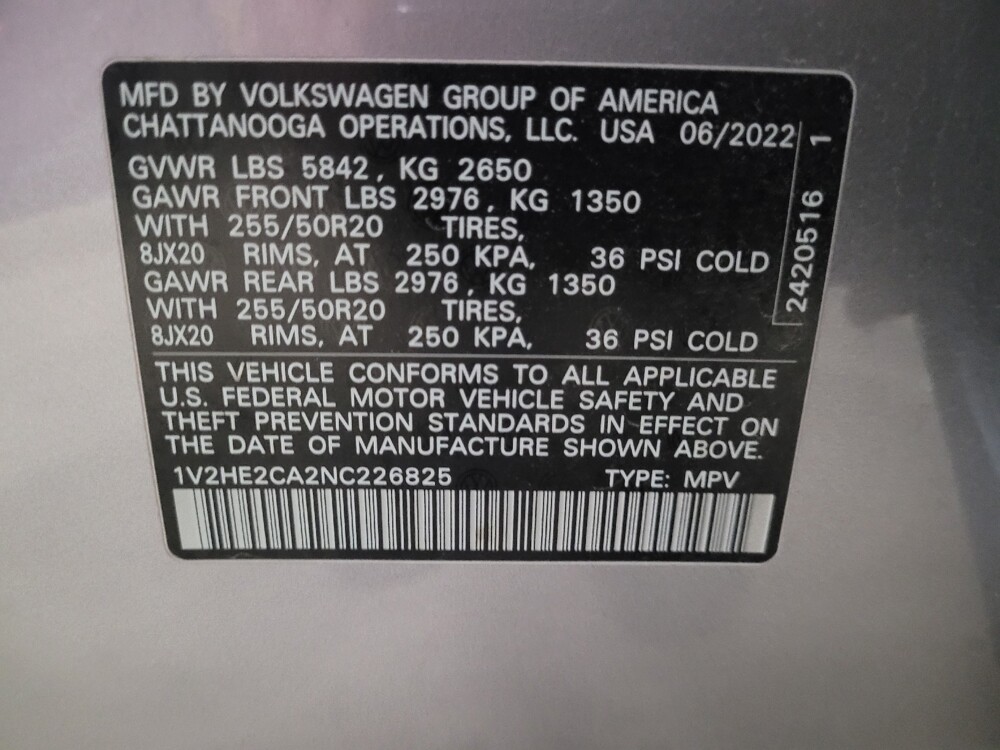 MFD BY VOLKSWAGEN GROUP OF AMERICA
CHATTANOOGA OPERATIONS, LLC. USA 06/2022
GVWR LBS 5842, KG 2650
GAWR FRONT LBS 2976, KG 1350
WITH 255/50R20 TIRES,
8JX20 RIMS, AT 250 KPA, 36 PSI COLD
GAWR REAR LBS 2976, KG 1350
WITH 255/50R20 TIRES,
8JX20 RIMS, AT 250 KPA, 36 PSI COLD
2420516 1
THIS VEHICLE CONFORMS TO ALL APPLICABLE
U.S. FEDERAL MOTOR VEHICLE SAFETY AND
THEFT PREVENTION STANDARDS IN EFFECT ON
THE DATE OF MANUFACTURE SHOWN ABOVE.
1V2HE2CA2NC226825 TYPE: MPV